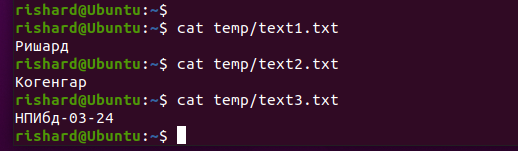 rishard@Ubuntu:~$
rishard@Ubuntu:~$ cat temp/text1.txt
Ришард
rishard@Ubuntu:~$ cat temp/text2.txt
Когенгар
rishard@Ubuntu:~$ cat temp/text3.txt
НПИбд-03-24
rishard@Ubuntu:~$